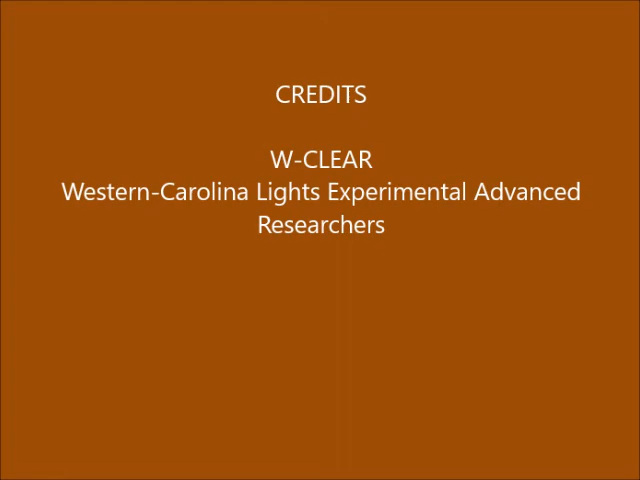 CREDITS
W-CLEAR
Western-Carolina Lights Experimental Advanced
Researchers